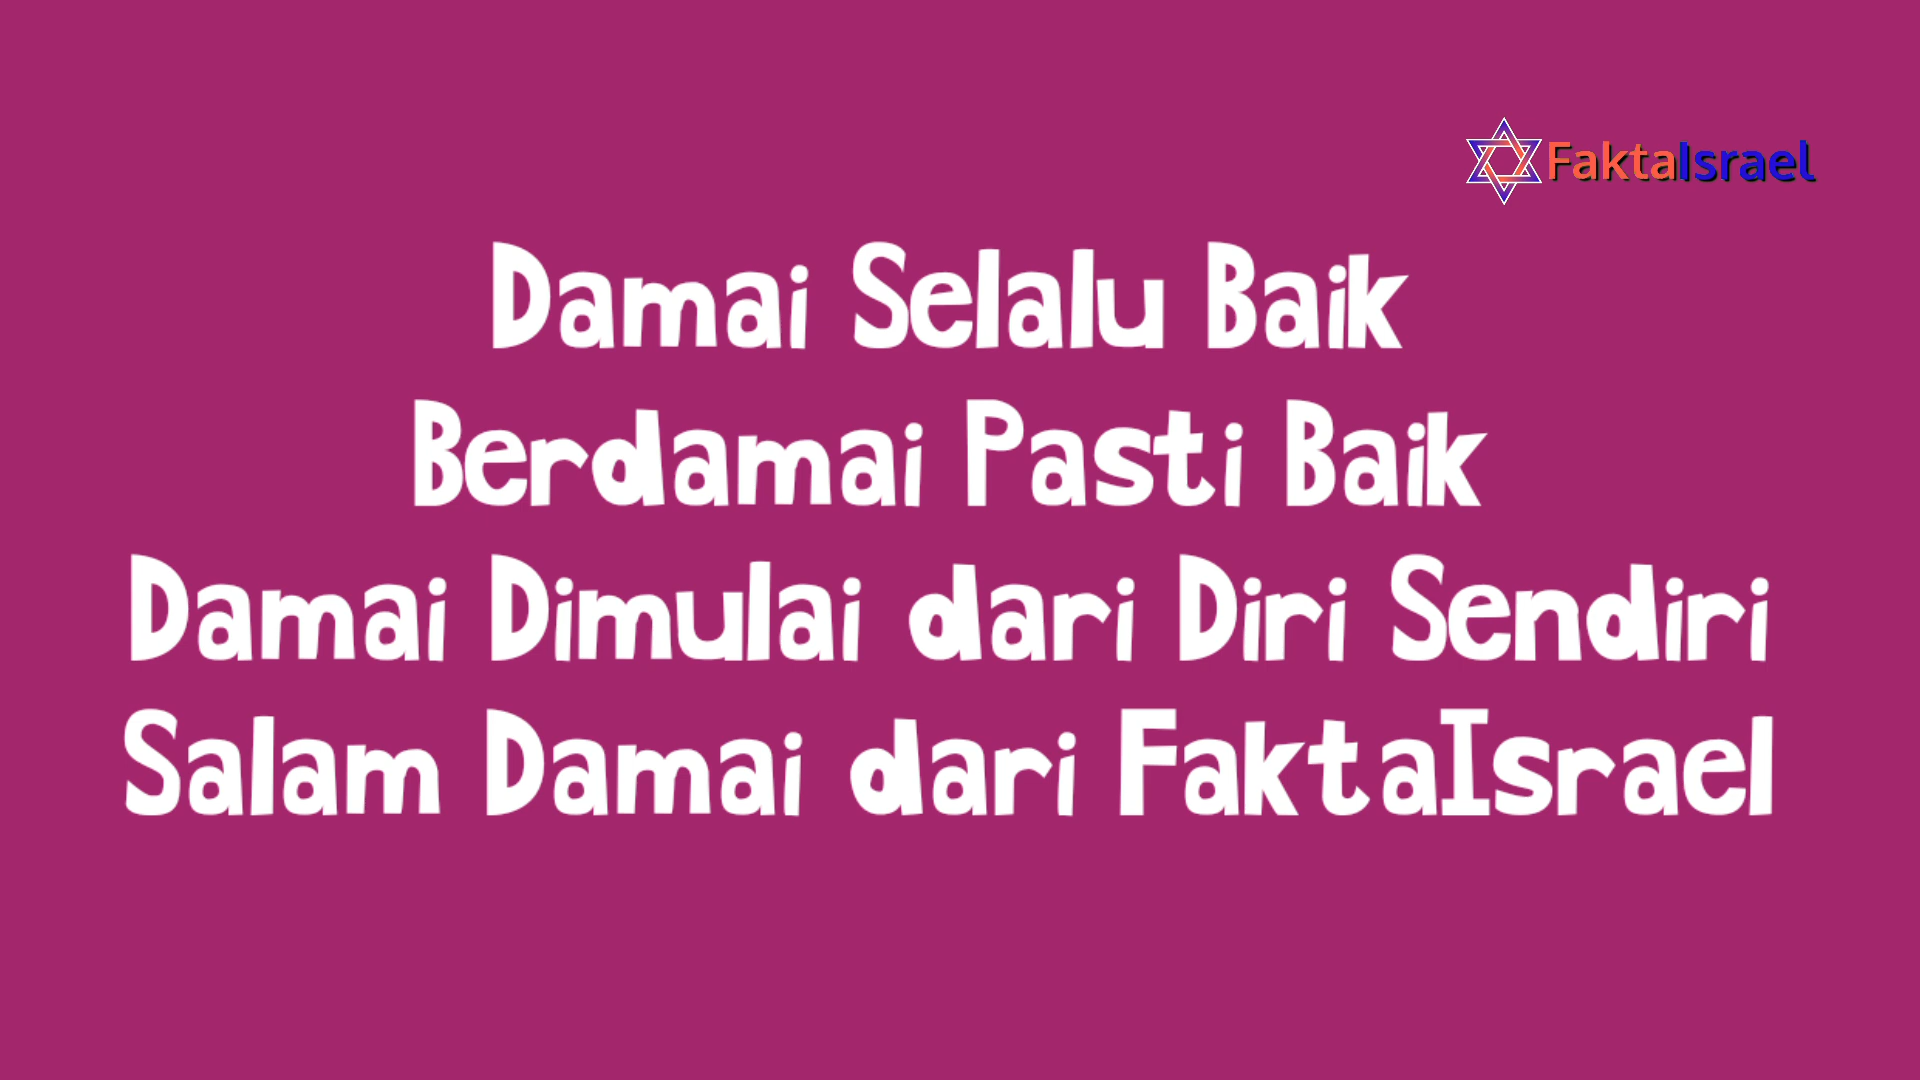 FaktaIsrael
Damai Selalu Baik
Berdamai Pasti Baik
Damai Dimulai dari Diri Sendiri
Salam Damai dari FaktaIsrael